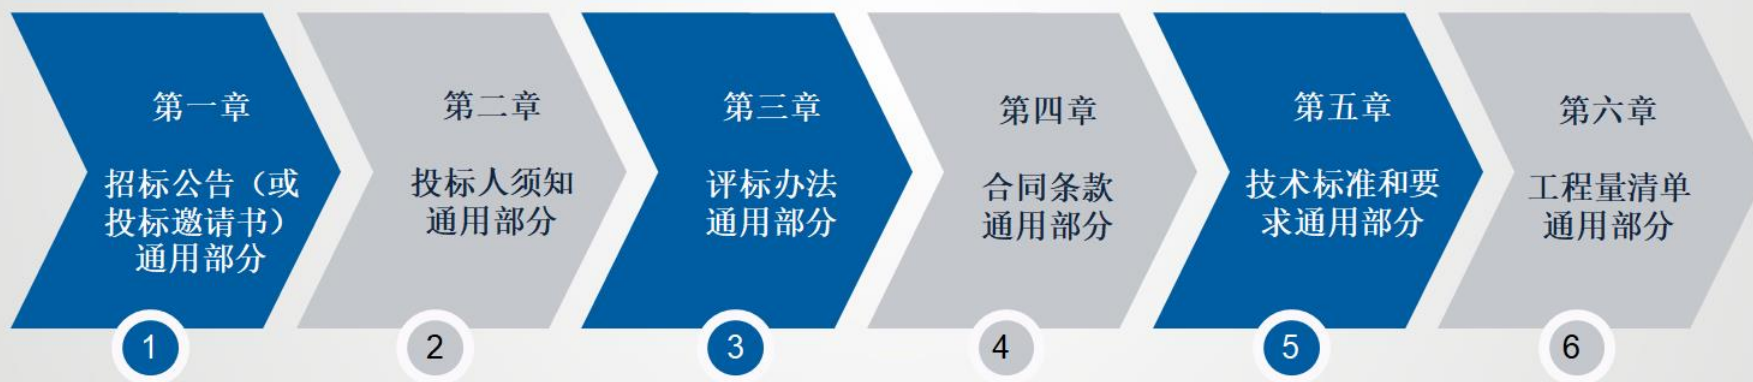 第一章
招标公告（或
投标邀请书）
通用部分
1
第二章
投标人须知
通用部分
2
第三章
评标办法
通用部分
3
第四章
合同条款
通用部分
4
第五章
技术标准和要
求通用部分
5
第六章
工程量清单
通用部分
6